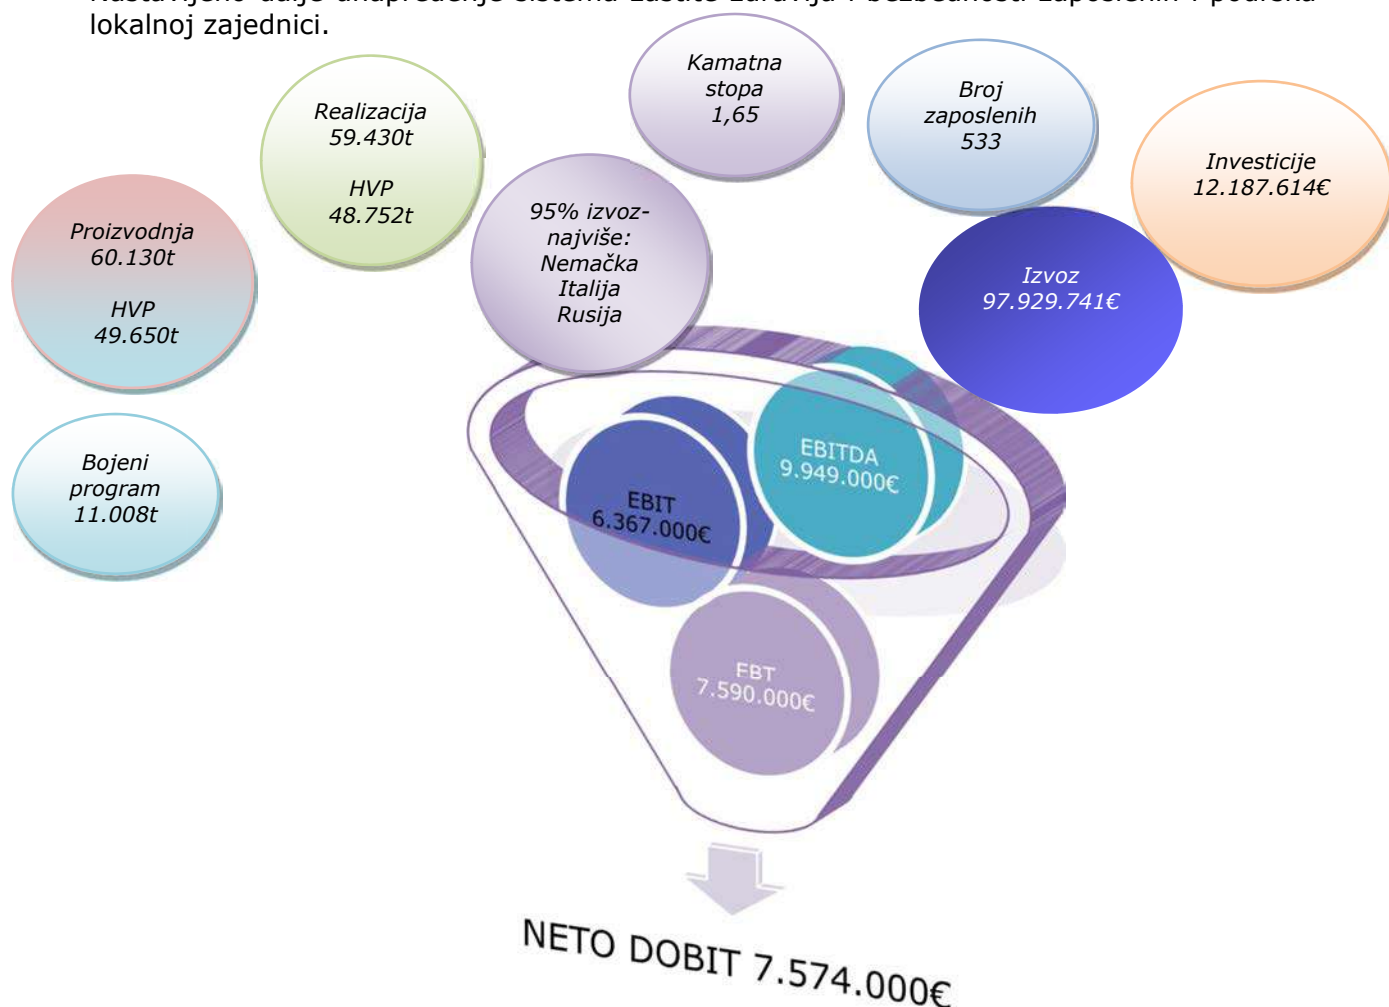 lokalnoj zajednici.
Kamatna
stopa
1,65
Broj
zaposlenih
533
Realizacija
59.430t
HVP
48.752t
Investicije
12.187.614€
95% izvoz-
najviše:
Nemačka
Italija
Rusija
Proizvodnja
60.130t
HVP
49.650t
Izvoz
97.929.741€
Bojeni
program
11.008t
EBITDA
9.949.000€
EBIT
6.367.000€
EBT
7.590.000€
NETO DOBIT 7.574.000€